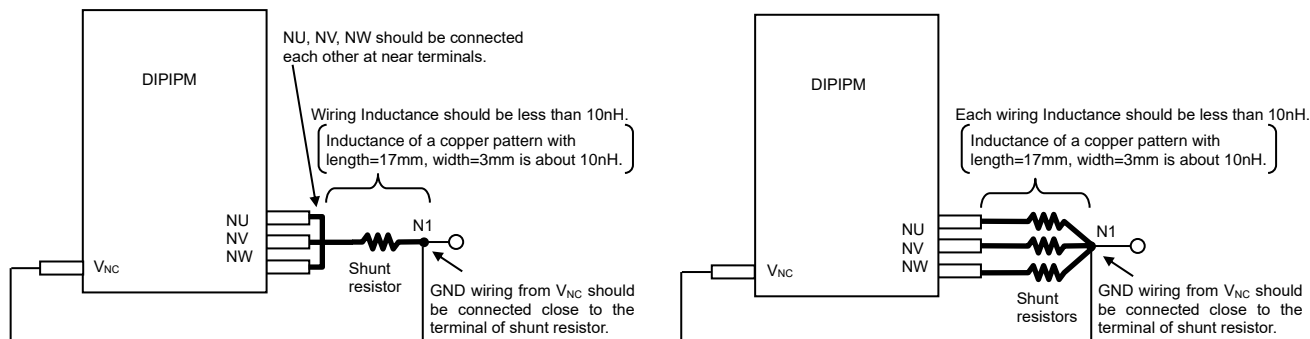 NU, NV, NW should be connected
each other at near terminals.
DIPIPM
Wiring Inductance should be less than 10nH.
Inductance of a copper pattern with
length=17mm, width=3mm is about 10nH.
NU
NV
NW
N1
VNC
Shunt
resistor
GND wiring from VNC should
be connected close to the
terminal of shunt resistor.
DIPIPM
Each wiring Inductance should be less than 10nH.
Inductance of a copper pattern with
length=17mm, width=3mm is about 10nH.
NU
NV
NW
N1
VNC
Shunt
resistors
GND wiring from VNC should
be connected close to the
terminal of shunt resistor.